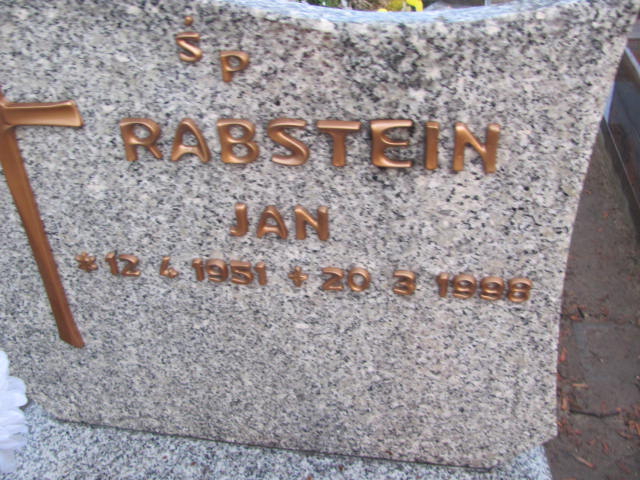 Ś P
RABSTEIN
JAN
* 12 4 1951 + 20 3 1998